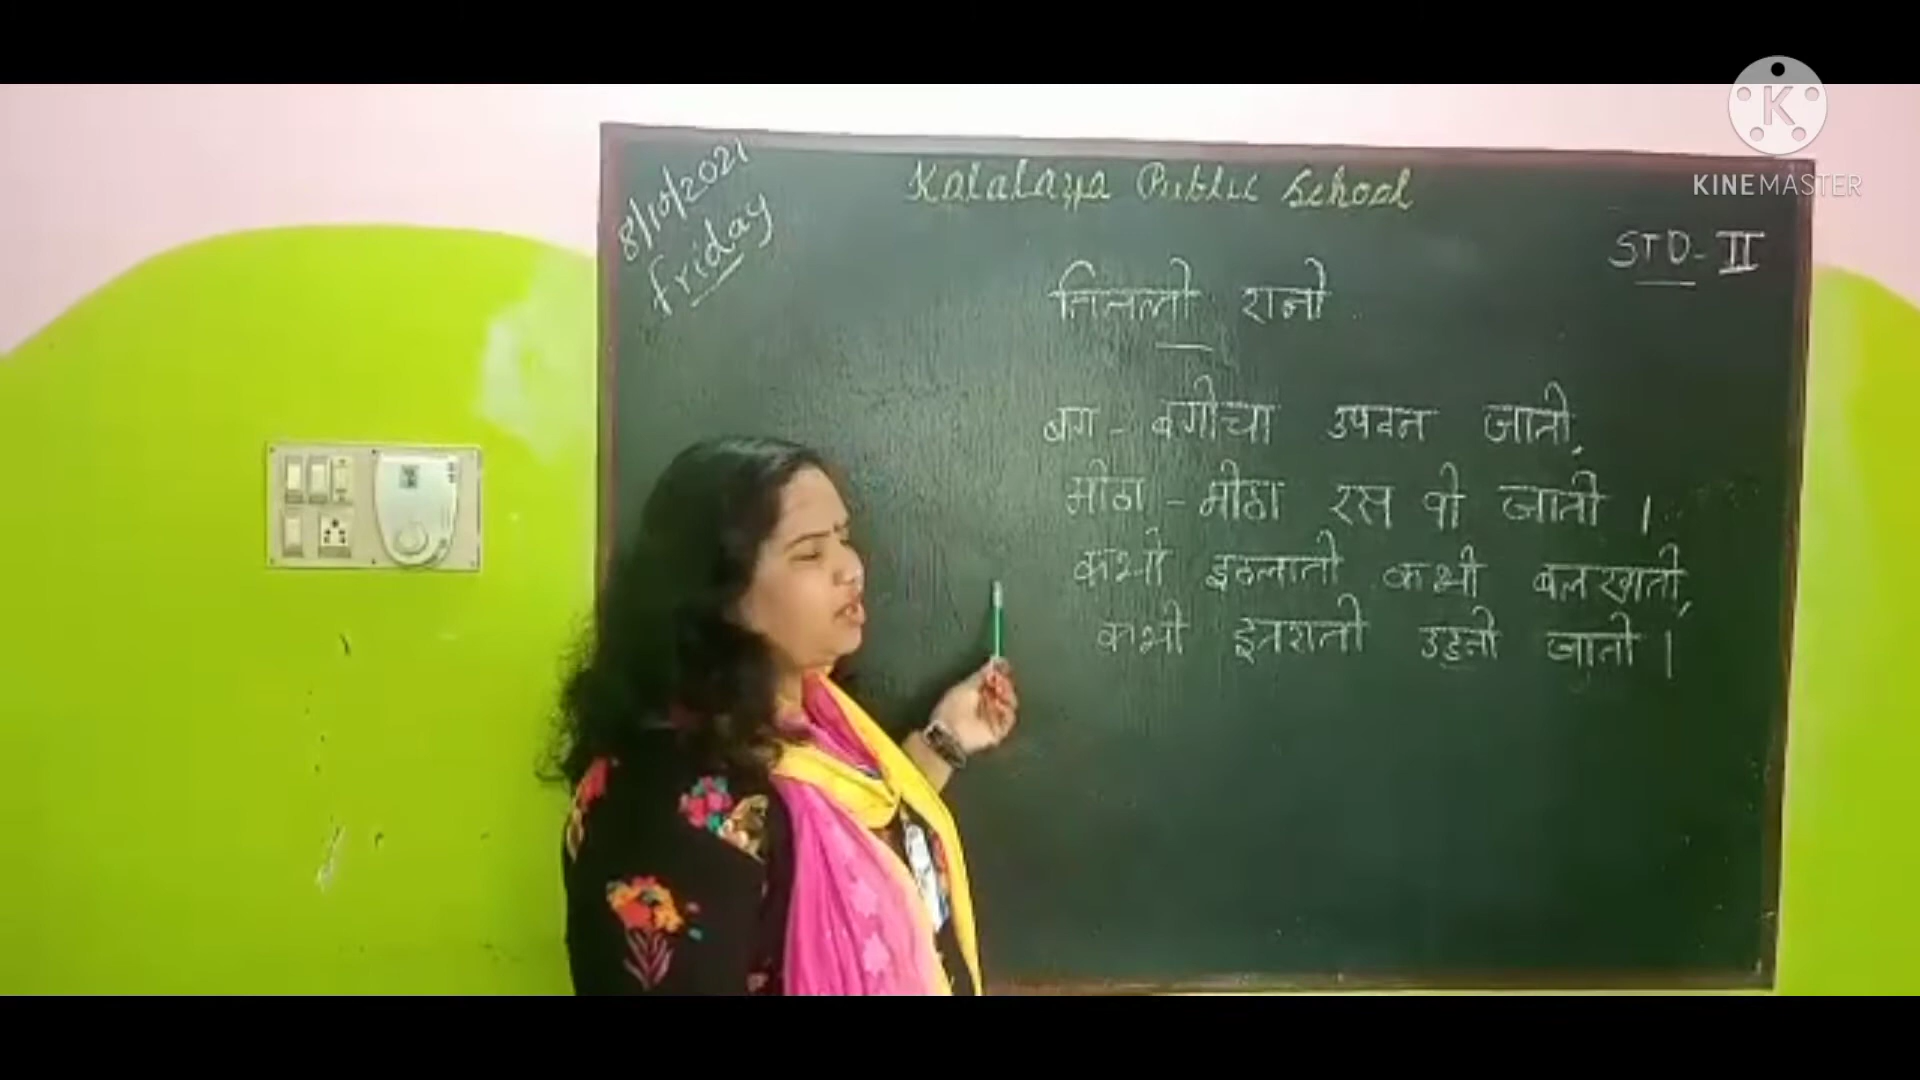 8/10/2021
Friday
Kalalaya Public School
STD- II
तितली रानी
बाग - बगीचा उपवन जाती,
मीठा - मीठा रस पी जाती ।
कभी इठलाती कभी बलखाती,
कभी इतराती उड़ती जाती ।
KINEMASTER